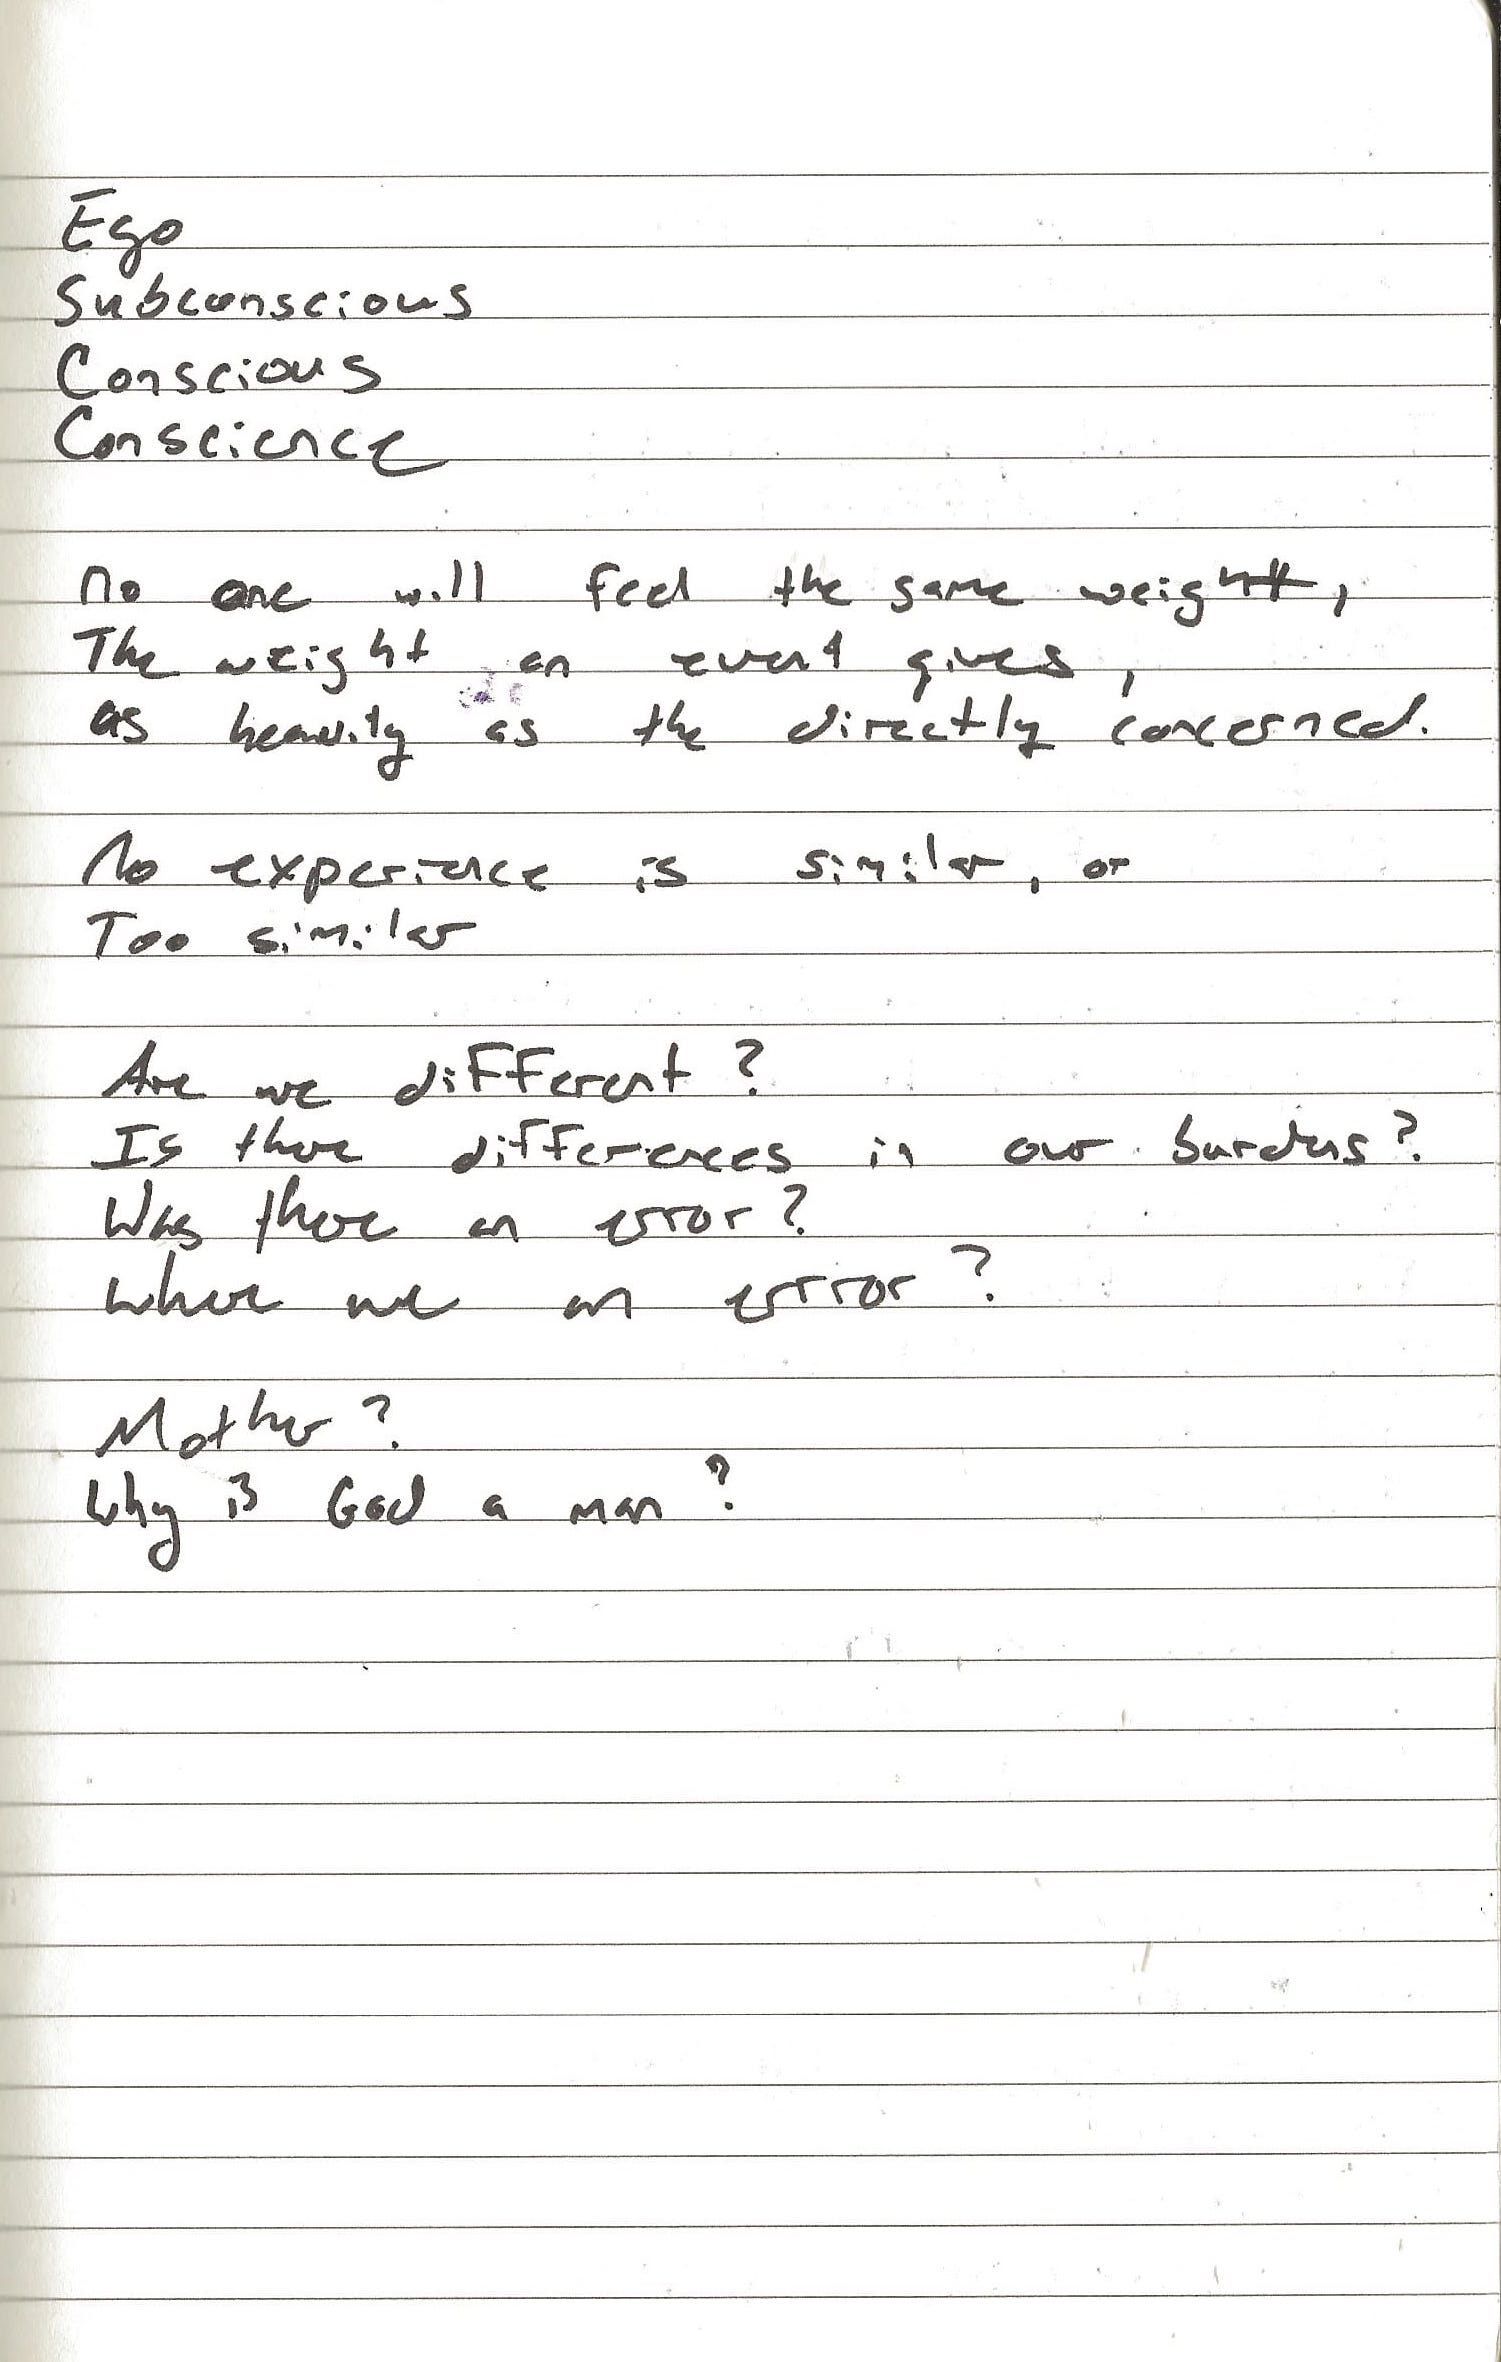 Ego
Subconscious
Conscious
Conscience
no one will feel the same weight,
The weight an event gives,
as heavily as the directly concerned.
No experience is similar, or
Too similar
Are we different?
Is there differences in our burdens?
Was there an error?
Where we an error?
Mother?
Why is God a man?